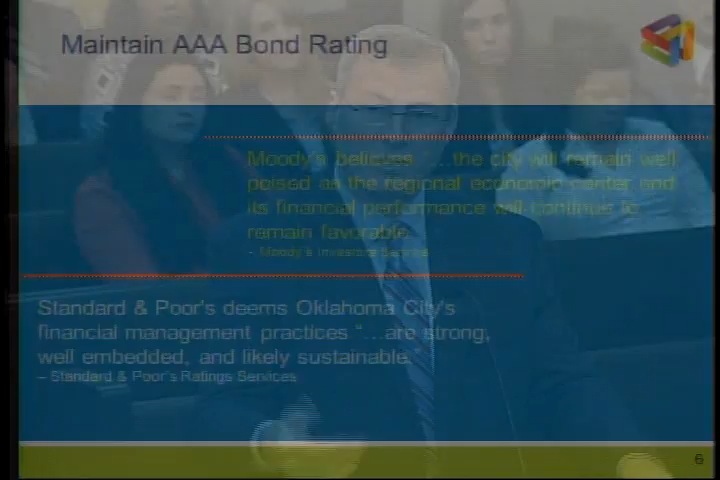 Maintain AAA Bond Rating
Moody's believes "...the city will remain well
poised as the regional economic center and
its financial performance will continue to
remain favorable."
- Moody's Investors Service
Standard & Poor's deems Oklahoma City's
financial management practices "...are strong,
well embedded, and likely sustainable."
– Standard & Poor's Ratings Services
6